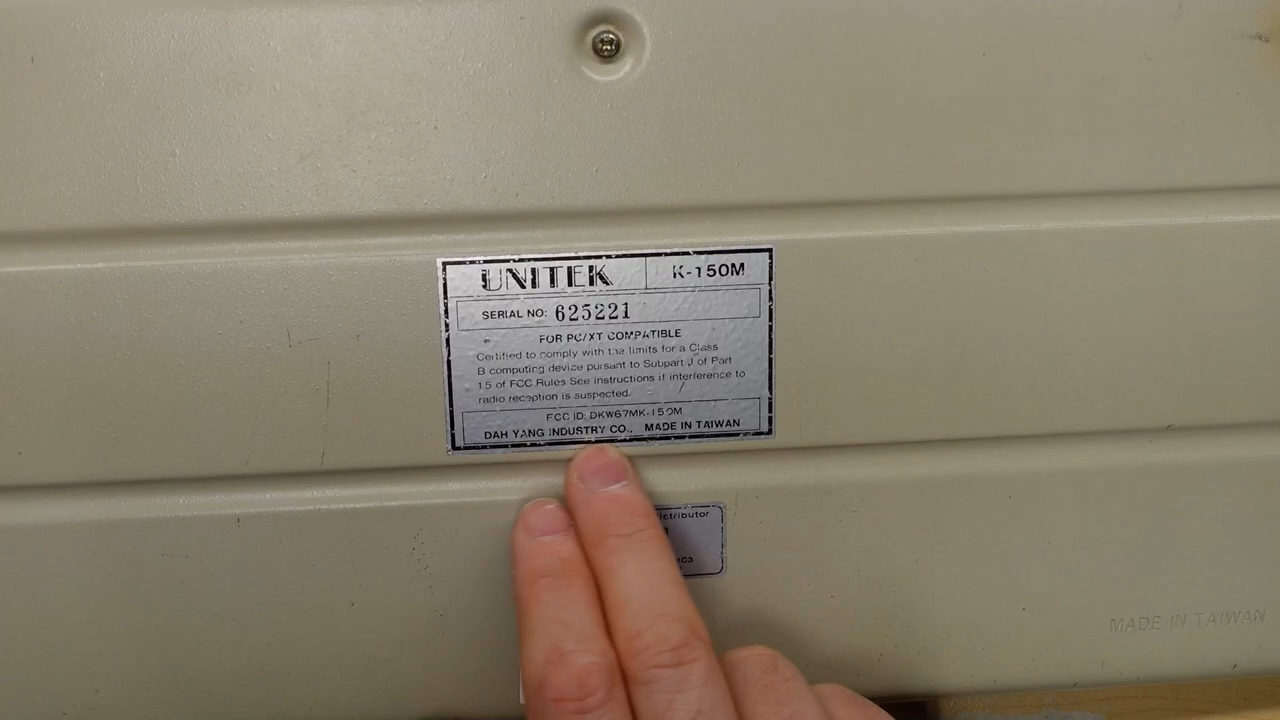 UNITEK K-150M
SERIAL NO: 625221
FOR PC/XT COMPATIBLE
Certified to comply with the limits for a Class
B computing device pursuant to Subpart J of Part
15 of FCC Rules See instructions if interference to
radio reception is suspected.
FCC ID: DKW67MK-150M
DAH YANG INDUSTRY CO., MADE IN TAIWAN
MADE IN TAIWAN